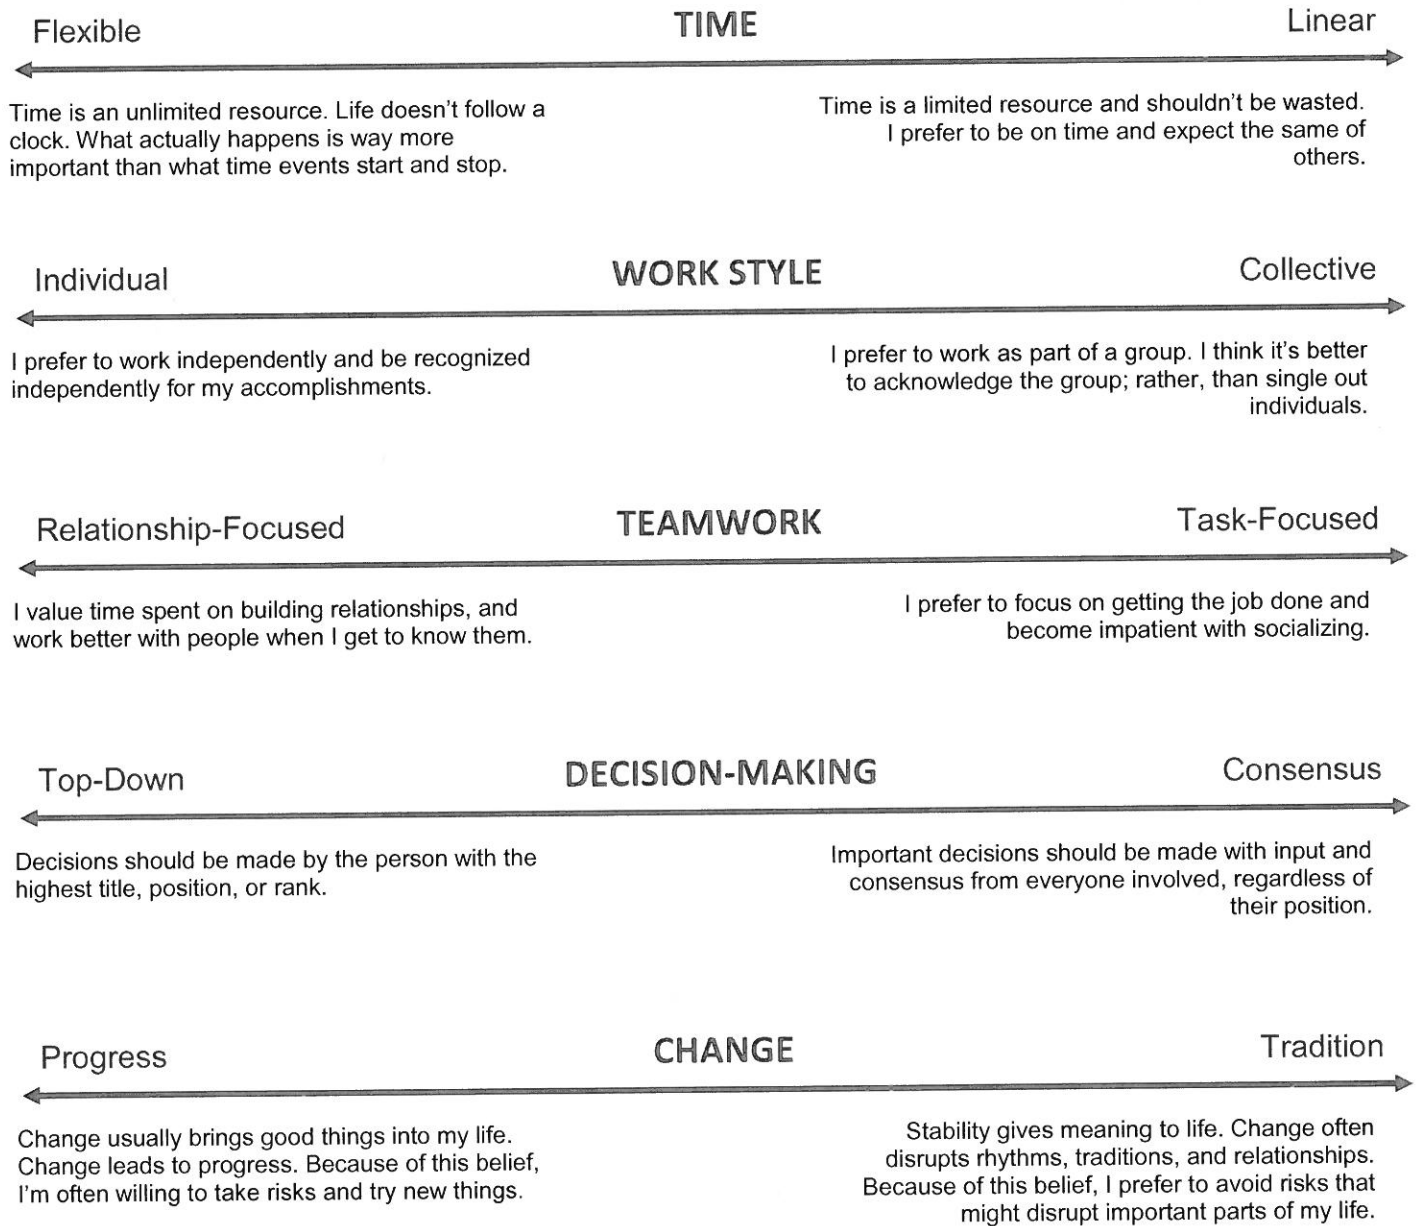 Flexible TIME Linear
Time is an unlimited resource. Life doesn't follow a
clock. What actually happens is way more
important than what time events start and stop.
Time is a limited resource and shouldn't be wasted.
I prefer to be on time and expect the same of
others.
Individual WORK STYLE Collective
I prefer to work independently and be recognized
independently for my accomplishments.
I prefer to work as part of a group. I think it's better
to acknowledge the group; rather, than single out
individuals.
Relationship-Focused TEAMWORK Task-Focused
I value time spent on building relationships, and
work better with people when I get to know them.
I prefer to focus on getting the job done and
become impatient with socializing.
Top-Down DECISION-MAKING Consensus
Decisions should be made by the person with the
highest title, position, or rank.
Important decisions should be made with input and
consensus from everyone involved, regardless of
their position.
Progress CHANGE Tradition
Change usually brings good things into my life.
Change leads to progress. Because of this belief,
I'm often willing to take risks and try new things.
Stability gives meaning to life. Change often
disrupts rhythms, traditions, and relationships.
Because of this belief, I prefer to avoid risks that
might disrupt important parts of my life.